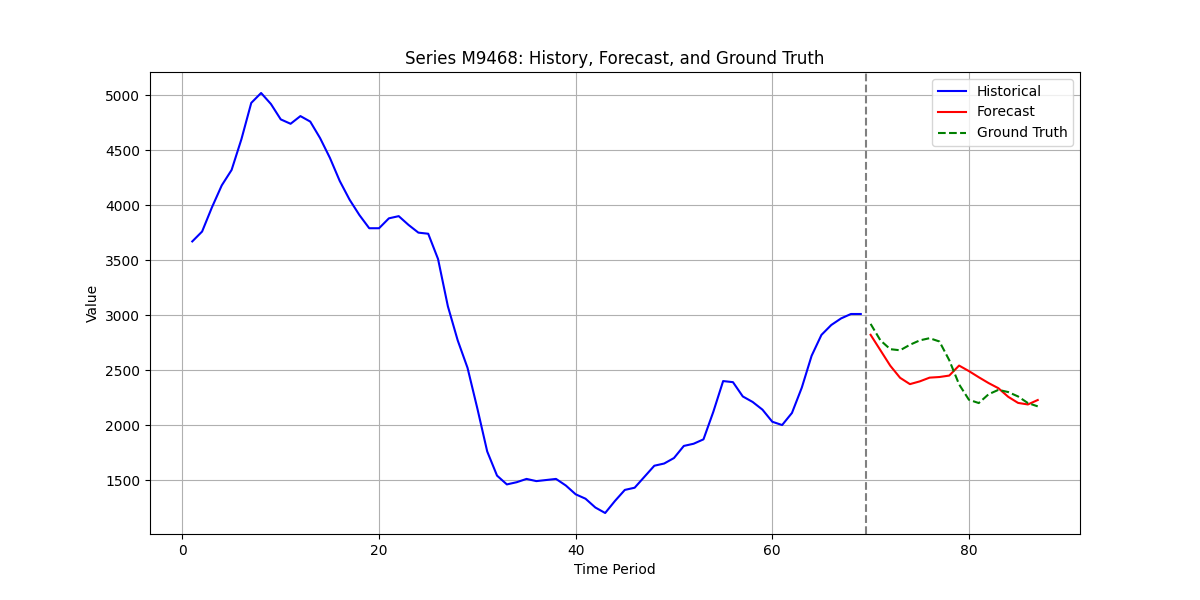 Series M9468: History, Forecast, and Ground Truth
Historical
Forecast
Ground Truth
Value
5000
4500
4000
3500
3000
2500
2000
1500
0
20
40
60
80
Time Period